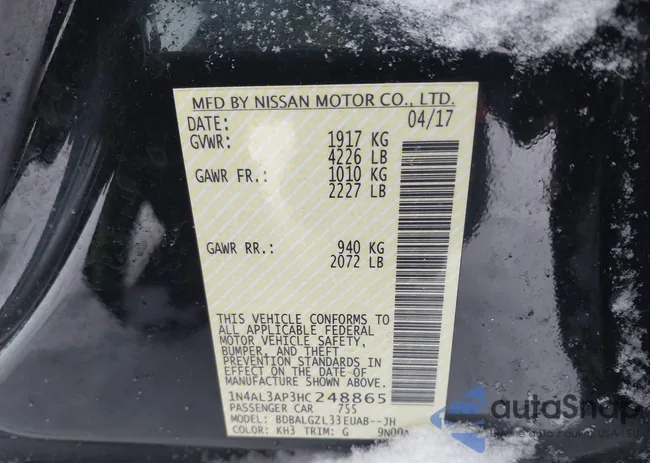 MFD BY NISSAN MOTOR CO., LTD.
DATE: 04/17
GVWR: 1917 KG
4226 LB
GAWR FR.: 1010 KG
2227 LB
GAWR RR.: 940 KG
2072 LB
THIS VEHICLE CONFORMS TO
ALL APPLICABLE FEDERAL
MOTOR VEHICLE SAFETY,
BUMPER, AND THEFT
PREVENTION STANDARDS IN
EFFECT ON THE DATE OF
MANUFACTURE SHOWN ABOVE.
1N4AL3AP3HC248865
PASSENGER CAR 755
MODEL: BDBALGZL33EUAB--JH
COLOR: KH3 TRIM: G 9N00A
autoSnap